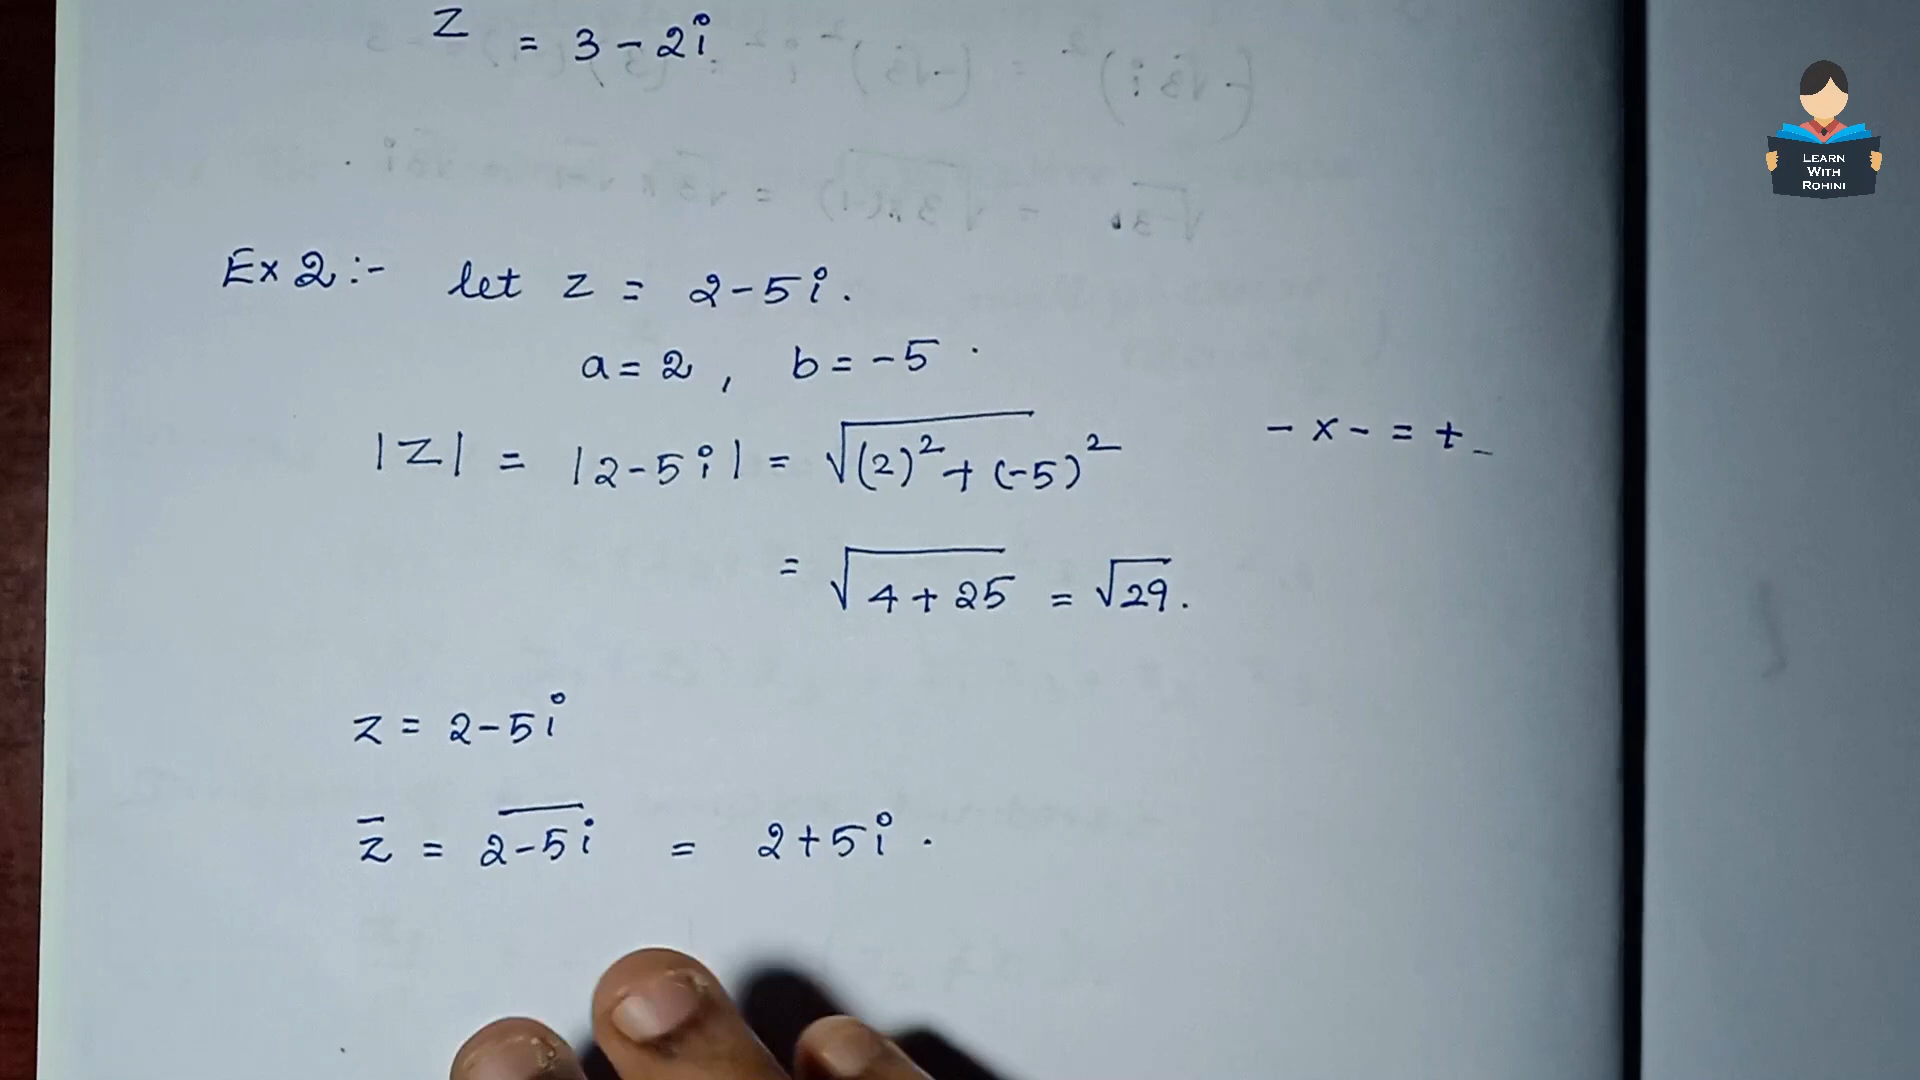 z = 3 - 2i
Ex 2 :- let z = 2 - 5i.
a = 2 , b = -5
|z| = |2-5i| = √(2)² + (-5)²
- x - = +
= √4 + 25 = √29.
z = 2 - 5i
z̅ = 2̅-̅5̅i = 2 + 5i .
LEARN
With
ROHINI